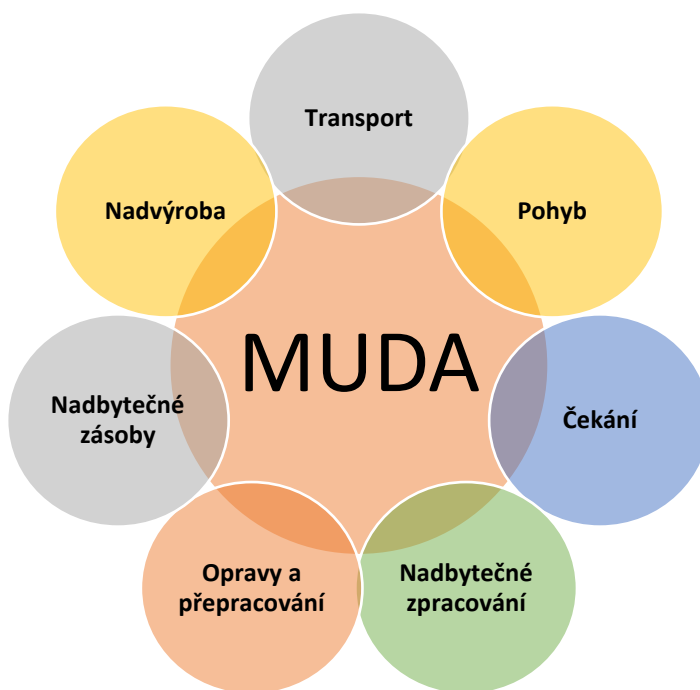 Transport
Nadvýroba
Pohyb
MUDA
Nadbytečné
zásoby
Čekání
Opravy a
přepracování
Nadbytečné
zpracování